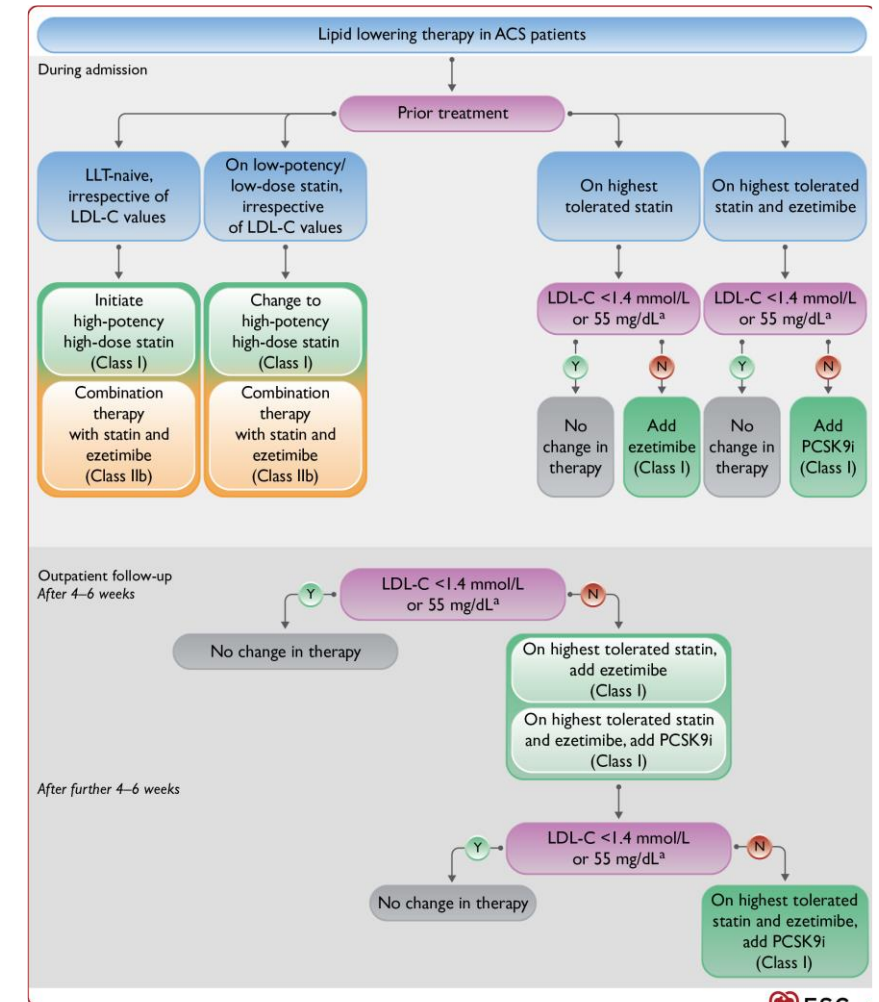 Lipid lowering therapy in ACS patients
During admission
Prior treatment
LLT-naive,
irrespective of
LDL-C values
On low-potency/
low-dose statin,
irrespective
of LDL-C values
On highest
tolerated statin
On highest tolerated
statin and ezetimibe
Initiate
high-potency
high-dose statin
(Class I)
Combination
therapy
with statin and
ezetimibe
(Class IIb)
Change to
high-potency
high-dose statin
(Class I)
Combination
therapy
with statin and
ezetimibe
(Class IIb)
LDL-C <1.4 mmol/L
or 55 mg/dLᵃ
LDL-C <1.4 mmol/L
or 55 mg/dLᵃ
Y
N
Y
N
No
change in
therapy
Add
ezetimibe
(Class I)
No
change in
therapy
Add
PCSK9i
(Class I)
Outpatient follow-up
After 4–6 weeks
LDL-C <1.4 mmol/L
or 55 mg/dLᵃ
Y
N
No change in therapy
On highest tolerated statin,
add ezetimibe
(Class I)
On highest tolerated statin
and ezetimibe, add PCSK9i
(Class I)
After further 4–6 weeks
LDL-C <1.4 mmol/L
or 55 mg/dLᵃ
Y
N
No change in therapy
On highest tolerated
statin and ezetimibe,
add PCSK9i
(Class I)